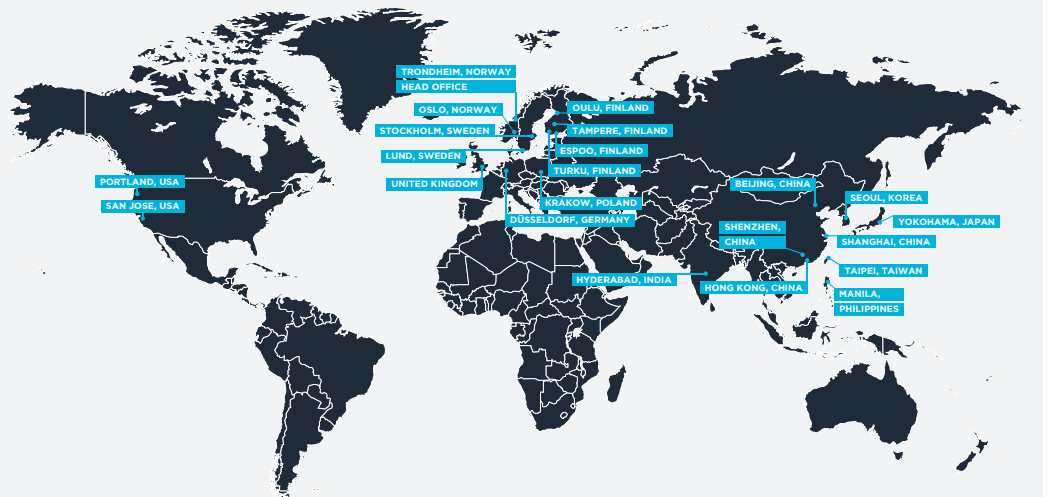 TRONDHEIM, NORWAY
HEAD OFFICE
OSLO, NORWAY
OULU, FINLAND
STOCKHOLM, SWEDEN
TAMPERE, FINLAND
LUND, SWEDEN
ESPOO, FINLAND
TURKU, FINLAND
UNITED KINGDOM
PORTLAND, USA
SAN JOSE, USA
KRAKOW, POLAND
DÜSSELDORF, GERMANY
BEIJING, CHINA
SEOUL, KOREA
YOKOHAMA, JAPAN
SHENZHEN,
CHINA
SHANGHAI, CHINA
TAIPEI, TAIWAN
HYDERABAD, INDIA
HONG KONG, CHINA
MANILA,
PHILIPPINES